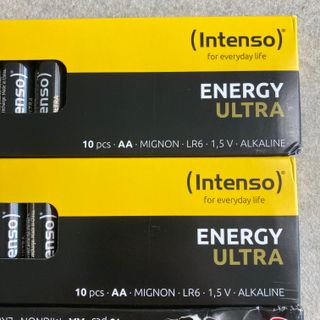 (Intenso)®
for everyday life
ENERGY
ULTRA
10 pcs · AA · MIGNON · LR6 · 1,5 V · ALKALINE
(Intenso)®
for everyday life
ENERGY
ULTRA
10 pcs · AA · MIGNON · LR6 · 1,5 V · ALKALINE